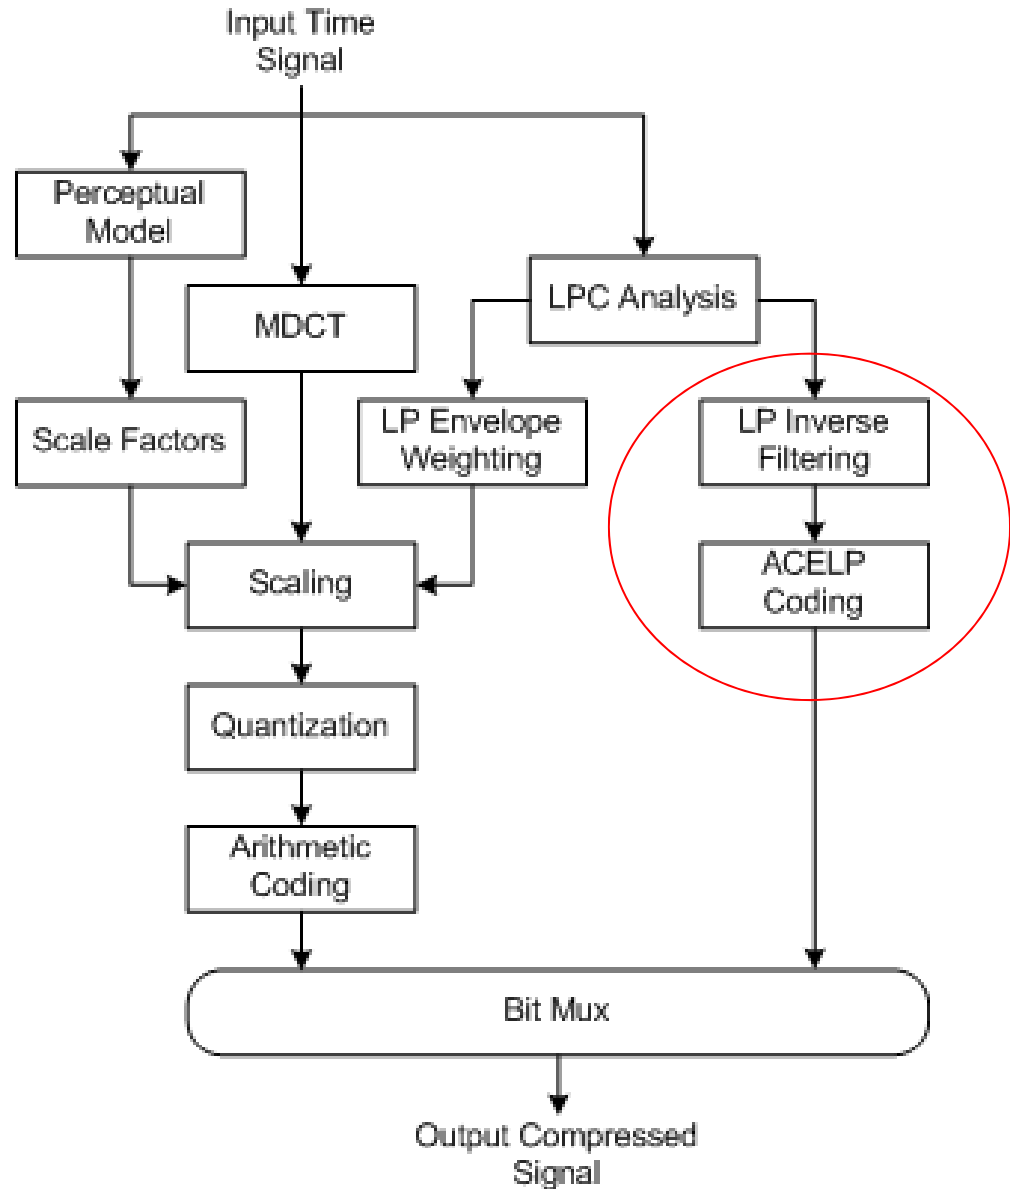 Input Time
Signal
Perceptual
Model
LPC Analysis
MDCT
Scale Factors
LP Envelope
Weighting
LP Inverse
Filtering
Scaling
ACELP
Coding
Quantization
Arithmetic
Coding
Bit Mux
Output Compressed
Signal